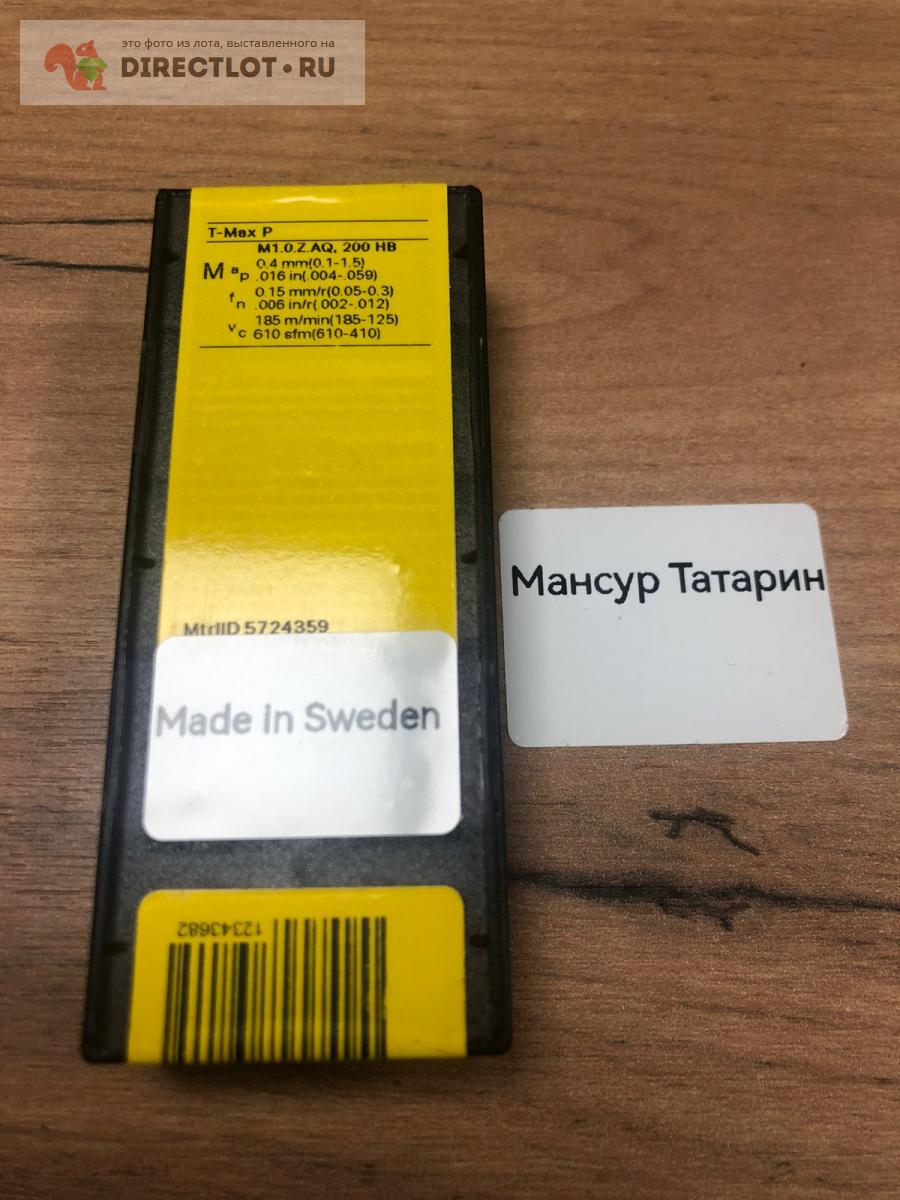 это фото из лота, выставленного на
DIRECTLOT•RU
T-Max P
M1.0.Z.AQ, 200 HB
M ap 0.4 mm(0.1-1.5)
.016 in(.004-.059)
fn 0.15 mm/r(0.05-0.3)
.006 in/r(.002-.012)
vc 185 m/min(185-125)
610 sfm(610-410)
MtrlID 5724359
Мансур Татарин
Made in Sweden
12343682